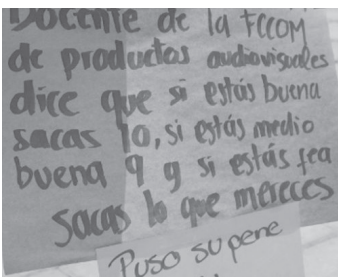 Docente de la FCCOM
de productos audiovisuales
dice que si estás buena
sacas 10, si estás medio
buena 9 y si estás fea
sacas lo que mereces
Puso su pene